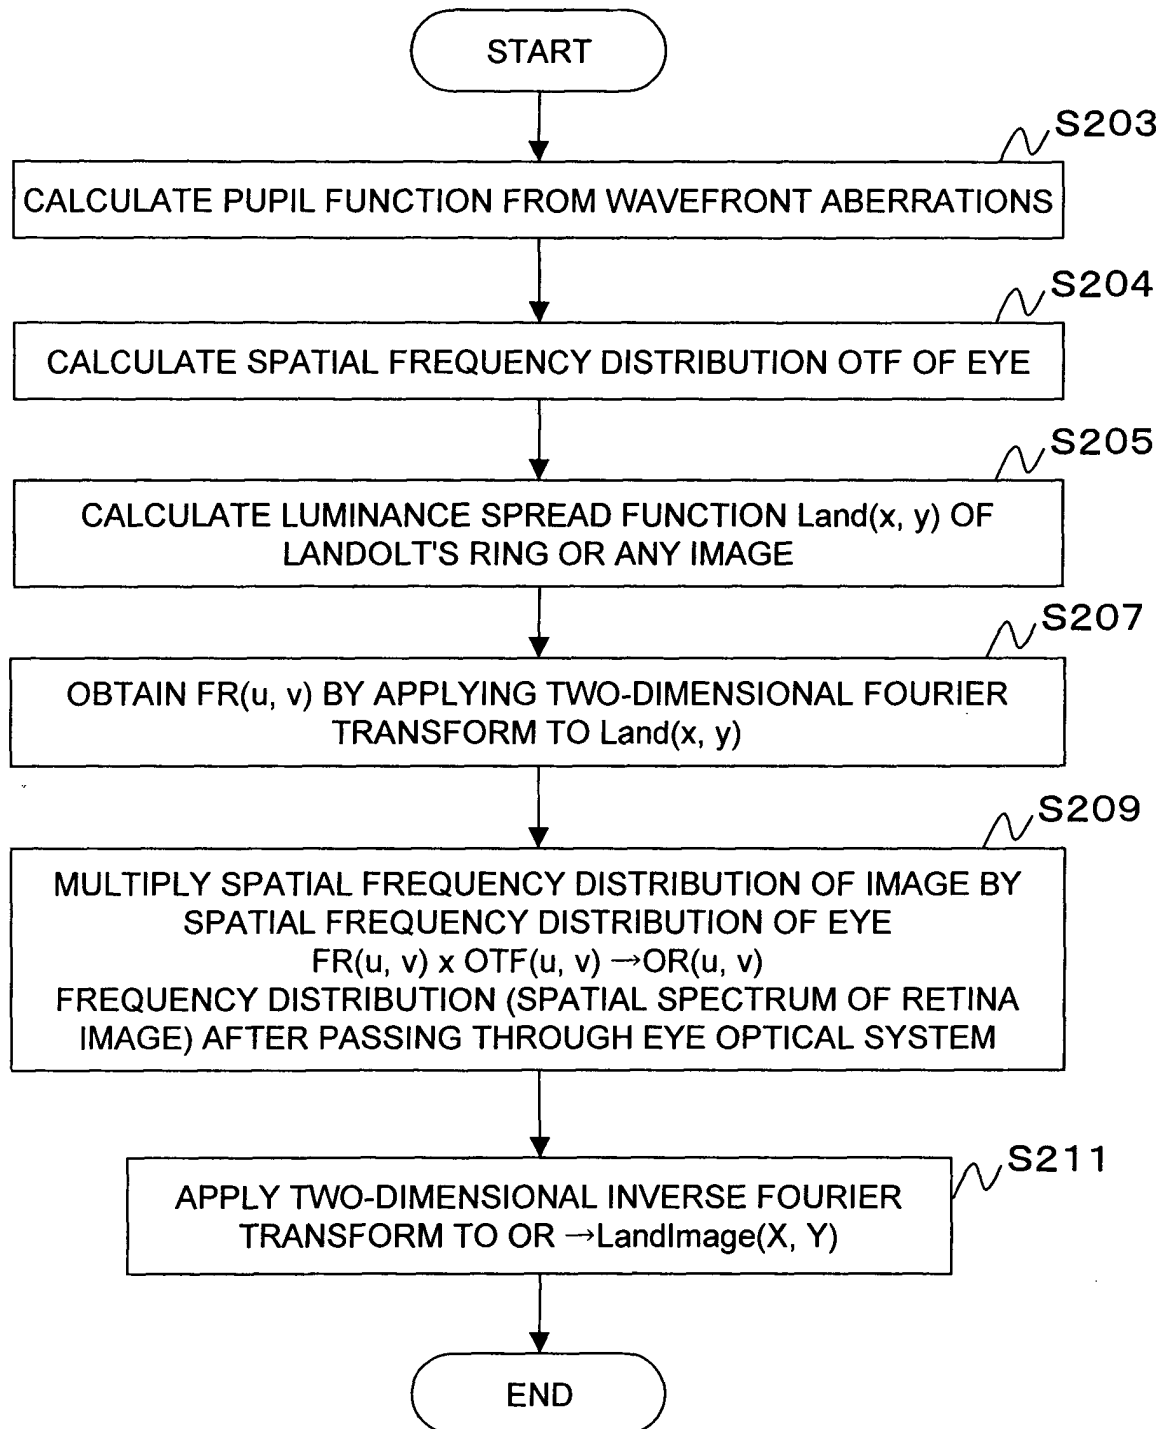 START
S203
CALCULATE PUPIL FUNCTION FROM WAVEFRONT ABERRATIONS
S204
CALCULATE SPATIAL FREQUENCY DISTRIBUTION OTF OF EYE
S205
CALCULATE LUMINANCE SPREAD FUNCTION Land(x, y) OF
LANDOLT'S RING OR ANY IMAGE
S207
OBTAIN FR(u, v) BY APPLYING TWO-DIMENSIONAL FOURIER
TRANSFORM TO Land(x, y)
S209
MULTIPLY SPATIAL FREQUENCY DISTRIBUTION OF IMAGE BY
SPATIAL FREQUENCY DISTRIBUTION OF EYE
FR(u, v) x OTF(u, v) →OR(u, v)
FREQUENCY DISTRIBUTION (SPATIAL SPECTRUM OF RETINA
IMAGE) AFTER PASSING THROUGH EYE OPTICAL SYSTEM
S211
APPLY TWO-DIMENSIONAL INVERSE FOURIER
TRANSFORM TO OR →LandImage(X, Y)
END